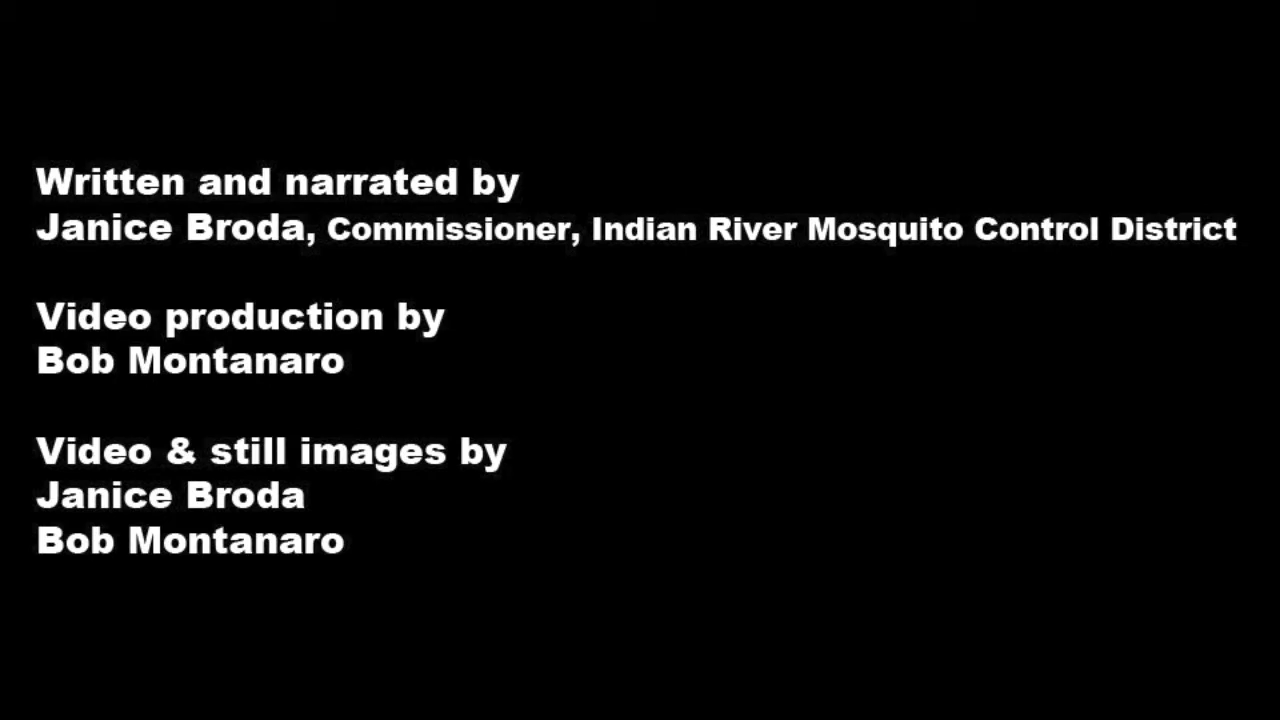 Written and narrated by
Janice Broda, Commissioner, Indian River Mosquito Control District
Video production by
Bob Montanaro
Video & still images by
Janice Broda
Bob Montanaro